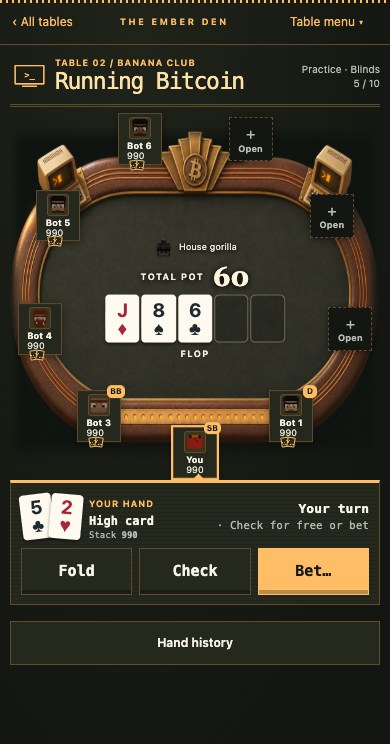 ‹ All tables
THE EMBER DEN
Table menu ▾
>_
TABLE 02 / BANANA CLUB
Running Bitcoin
Practice · Blinds
5 / 10
Bot 6
990
+
Open
Bot 5
990
+
Open
House gorilla
TOTAL POT 60
J♦ 8♠ 6♠
FLOP
Bot 4
990
+
Open
BB
Bot 3
990
D
Bot 1
990
SB
You
990
5♣ 2♥
YOUR HAND
High card
Stack 990
Your turn
· Check for free or bet
Fold
Check
Bet…
Hand history